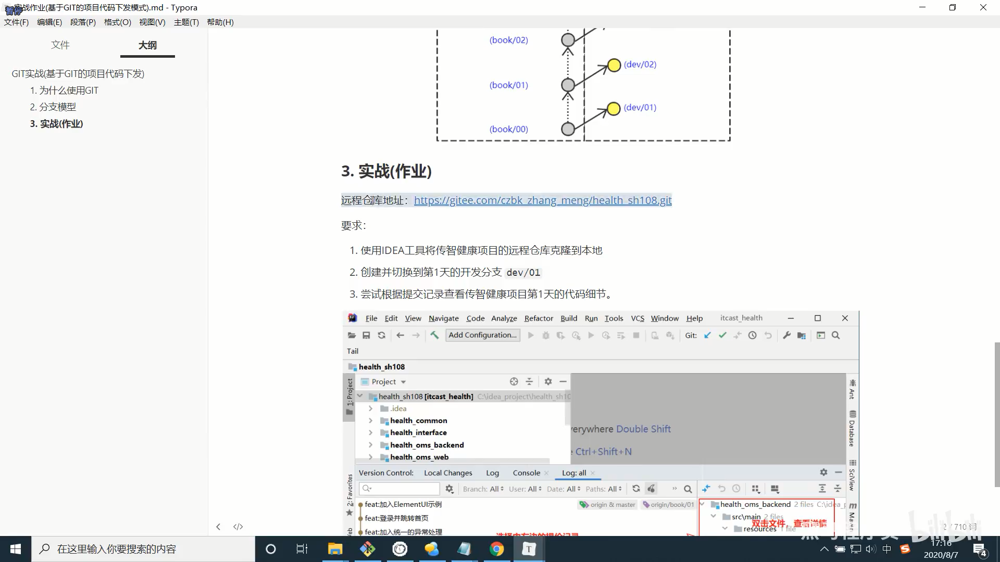 实战作业(基于GIT的项目代码下发模式).md - Typora
暂停
文件(F) 编辑(E) 段落(P) 格式(O) 视图(V) 主题(T) 帮助(H)
文件 大纲
GIT实战(基于GIT的项目代码下发)
1. 为什么使用GIT
2. 分支模型
3. 实战(作业)
(book/02)
(dev/02)
(book/01)
(dev/01)
(book/00)
3. 实战(作业)
远程仓库地址：https://gitee.com/czbk_zhang_meng/health_sh108.git
要求：
1. 使用IDEA工具将传智健康项目的远程仓库克隆到本地
2. 创建并切换到第1天的开发分支 dev/01
3. 尝试根据提交记录查看传智健康项目第1天的代码细节。
File Edit View Navigate Code Analyze Refactor Build Run Tools VCS Window Help itcast_health
Add Configuration... Git:
Tail
health_sh108
1: Project
Project
health_sh108 [itcast_health] C:\idea_project\health_sh10
.idea
health_common
health_interface
health_oms_backend
health_oms_web
erywhere Double Shift
Ctrl+Shift+N
Ant
Database
SciView
Maven
2: Favorites
Version Control: Local Changes Log Console Log: all
Branch: All User: All Date: All Paths: All
feat:加入ElementUI示例 origin & master origin/book/01
feat:登录并跳转首页
feat:加入统一的异常处理
health_oms_backend 2 files C:\idea_p
src\main 2 files
双击文件，查看详情
resources 1 file
选择中左边的提价记录
bilibili
2 / 710 词
在这里输入你要搜索的内容
中
17:16
2020/8/7
4